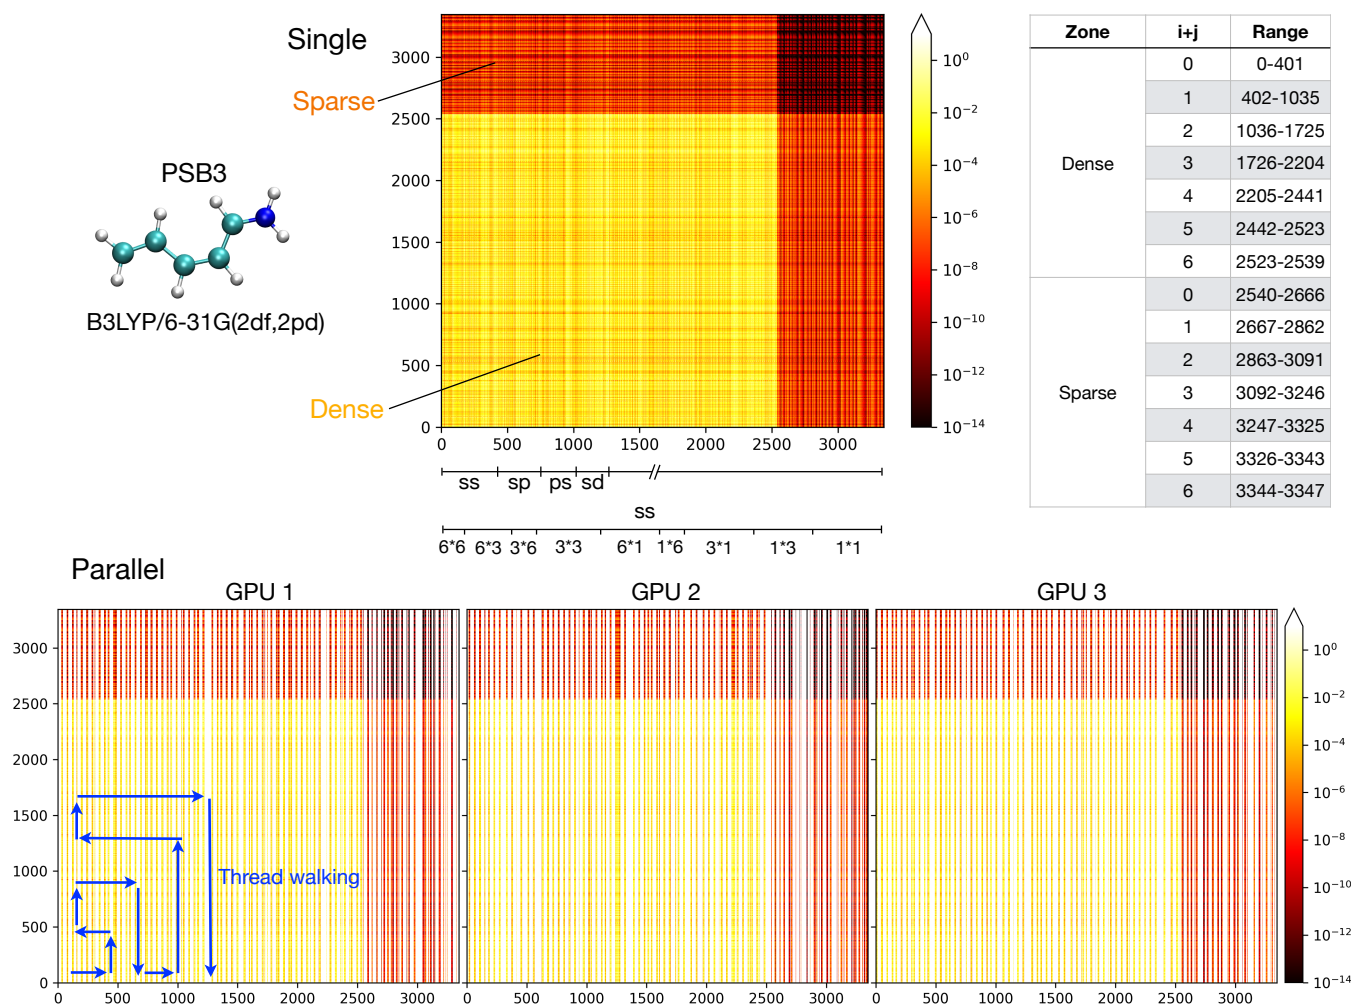 Single
Sparse
Dense
PSB3
B3LYP/6-31G(2df,2pd)
3000
2500
2000
1500
1000
500
0
0 500 1000 1500 2000 2500 3000
10^0
10^-2
10^-4
10^-6
10^-8
10^-10
10^-12
10^-14
ss sp ps sd
ss
6*6 6*3 3*6 3*3 6*1 1*6 3*1 1*3 1*1
Zone i+j Range
Dense
0 0-401
1 402-1035
2 1036-1725
3 1726-2204
4 2205-2441
5 2442-2523
6 2523-2539
Sparse
0 2540-2666
1 2667-2862
2 2863-3091
3 3092-3246
4 3247-3325
5 3326-3343
6 3344-3347
Parallel
GPU 1 GPU 2 GPU 3
3000
2500
2000
1500
1000
500
0
Thread walking
0 500 1000 1500 2000 2500 3000
0 500 1000 1500 2000 2500 3000
0 500 1000 1500 2000 2500 3000
10^0
10^-2
10^-4
10^-6
10^-8
10^-10
10^-12
10^-14